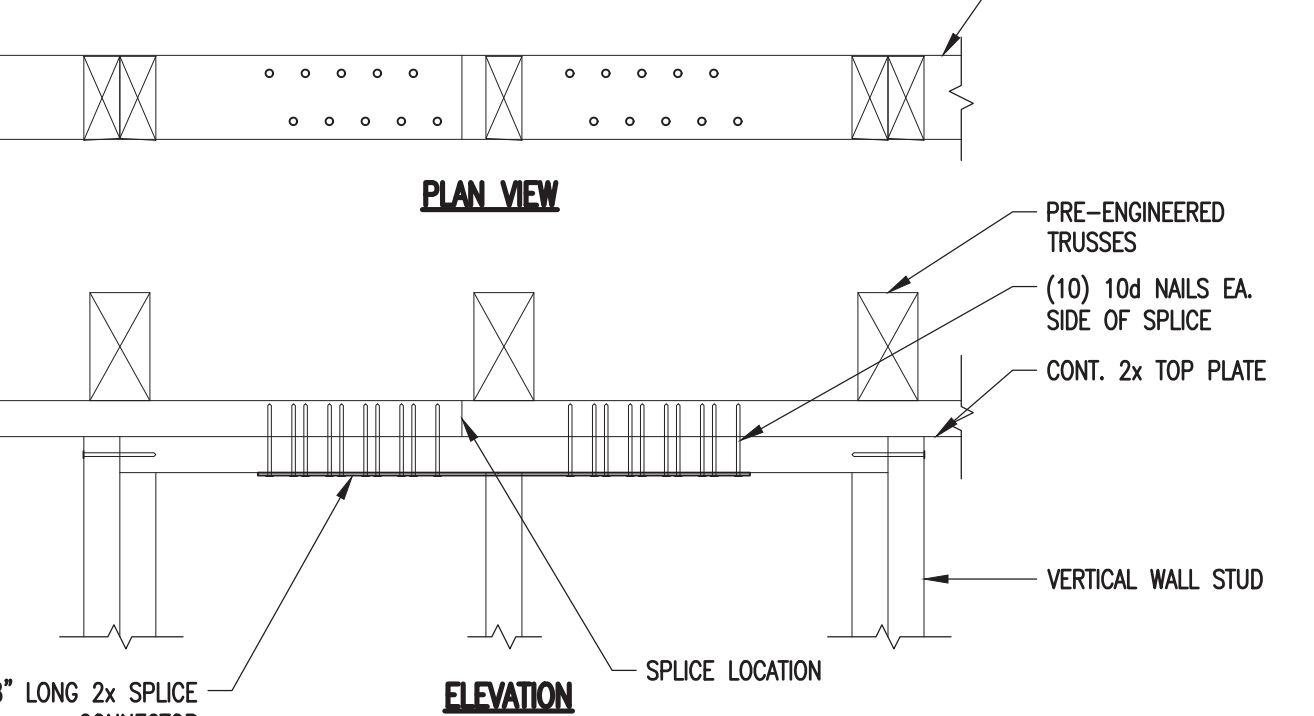 PLAN VIEW
PRE-ENGINEERED
TRUSSES
(10) 10d NAILS EA.
SIDE OF SPLICE
CONT. 2x TOP PLATE
VERTICAL WALL STUD
SPLICE LOCATION
LONG 2x SPLICE
ELEVATION